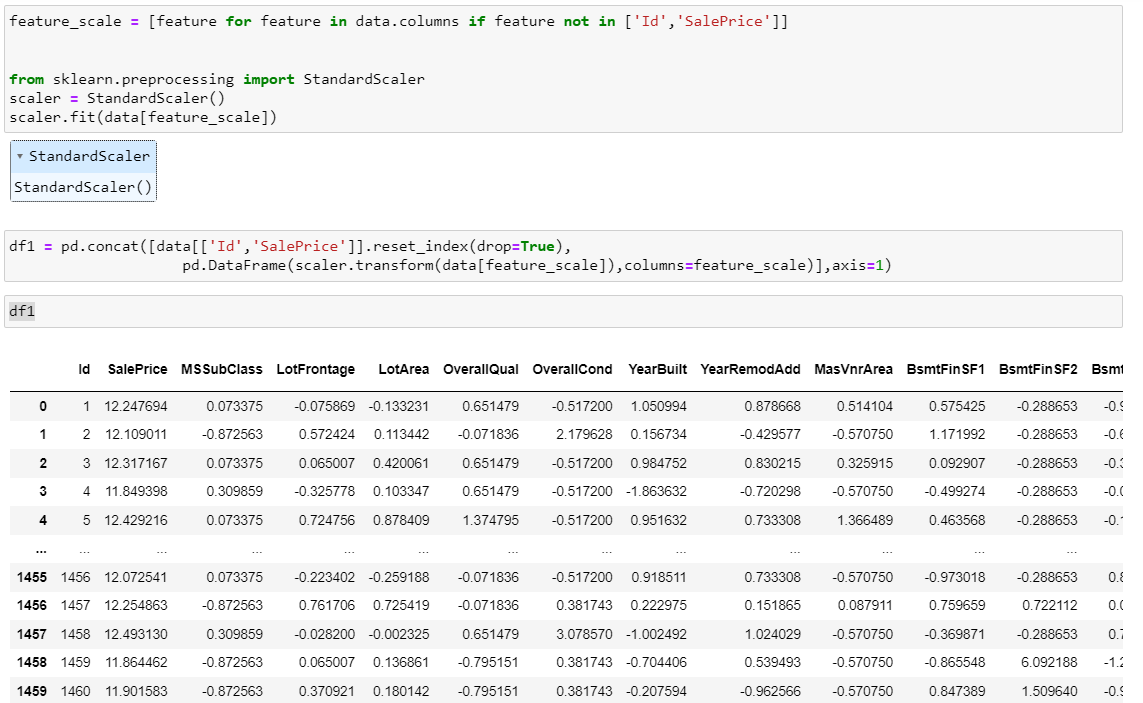 feature_scale = [feature for feature in data.columns if feature not in ['Id','SalePrice']]
from sklearn.preprocessing import StandardScaler
scaler = StandardScaler()
scaler.fit(data[feature_scale])
▾ StandardScaler
StandardScaler()
df1 = pd.concat([data[['Id','SalePrice']].reset_index(drop=True),
pd.DataFrame(scaler.transform(data[feature_scale]),columns=feature_scale)],axis=1)
df1
Id SalePrice MSSubClass LotFrontage LotArea OverallQual OverallCond YearBuilt YearRemodAdd MasVnrArea BsmtFinSF1 BsmtFinSF2
0 1 12.247694 0.073375 -0.075869 -0.133231 0.651479 -0.517200 1.050994 0.878668 0.514104 0.575425 -0.288653
1 2 12.109011 -0.872563 0.572424 0.113442 -0.071836 2.179628 0.156734 -0.429577 -0.570750 1.171992 -0.288653
2 3 12.317167 0.073375 0.065007 0.420061 0.651479 -0.517200 0.984752 0.830215 0.325915 0.092907 -0.288653
3 4 11.849398 0.309859 -0.325778 0.103347 0.651479 -0.517200 -1.863632 -0.720298 -0.570750 -0.499274 -0.288653
4 5 12.429216 0.073375 0.724756 0.878409 1.374795 -0.517200 0.951632 0.733308 1.366489 0.463568 -0.288653
... ... ... ... ... ... ... ... ... ... ... ... ...
1455 1456 12.072541 0.073375 -0.223402 -0.259188 -0.071836 -0.517200 0.918511 0.733308 -0.570750 -0.973018 -0.288653
1456 1457 12.254863 -0.872563 0.761706 0.725419 -0.071836 0.381743 0.222975 0.151865 0.087911 0.759659 0.722112
1457 1458 12.493130 0.309859 -0.028200 -0.002325 0.651479 3.078570 -1.002492 1.024029 -0.570750 -0.369871 -0.288653
1458 1459 11.864462 -0.872563 0.065007 0.136861 -0.795151 0.381743 -0.704406 0.539493 -0.570750 -0.865548 6.092188
1459 1460 11.901583 -0.872563 0.370921 0.180142 -0.795151 0.381743 -0.207594 -0.962566 -0.570750 0.847389 1.509640